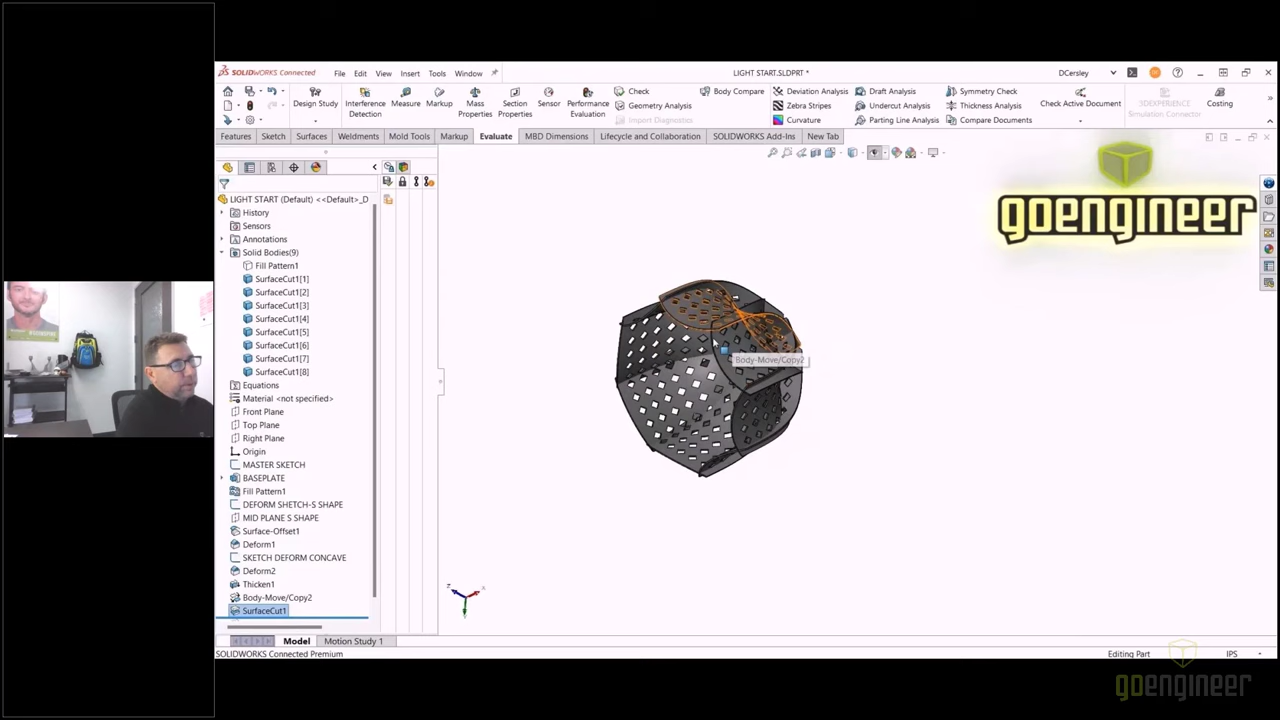 SOLIDWORKS Connected File Edit View Insert Tools Window LIGHT START.SLDPRT * DCersley
Design Study Interference Detection Measure Markup Mass Properties Section Properties Sensor Performance Evaluation Check Geometry Analysis Import Diagnostics Body Compare Deviation Analysis Zebra Stripes Curvature Draft Analysis Undercut Analysis Parting Line Analysis Symmetry Check Thickness Analysis Compare Documents Check Active Document 3DEXPERIENCE Simulation Connector Costing
Features Sketch Surfaces Weldments Mold Tools Markup Evaluate MBD Dimensions Lifecycle and Collaboration SOLIDWORKS Add-Ins New Tab
goengineer
LIGHT START (Default) <<Default>_D
History
Sensors
Annotations
Solid Bodies(9)
Fill Pattern1
SurfaceCut1[1]
SurfaceCut1[2]
SurfaceCut1[3]
SurfaceCut1[4]
SurfaceCut1[5]
SurfaceCut1[6]
SurfaceCut1[7]
SurfaceCut1[8]
Equations
Material <not specified>
Front Plane
Top Plane
Right Plane
Origin
MASTER SKETCH
BASEPLATE
Fill Pattern1
DEFORM SHETCH-S SHAPE
MID PLANE S SHAPE
Surface-Offset1
Deform1
SKETCH DEFORM CONCAVE
Deform2
Thicken1
Body-Move/Copy2
SurfaceCut1
Body-Move/Copy2
z x
Model Motion Study 1
SOLIDWORKS Connected Premium Editing Part IPS
goengineer